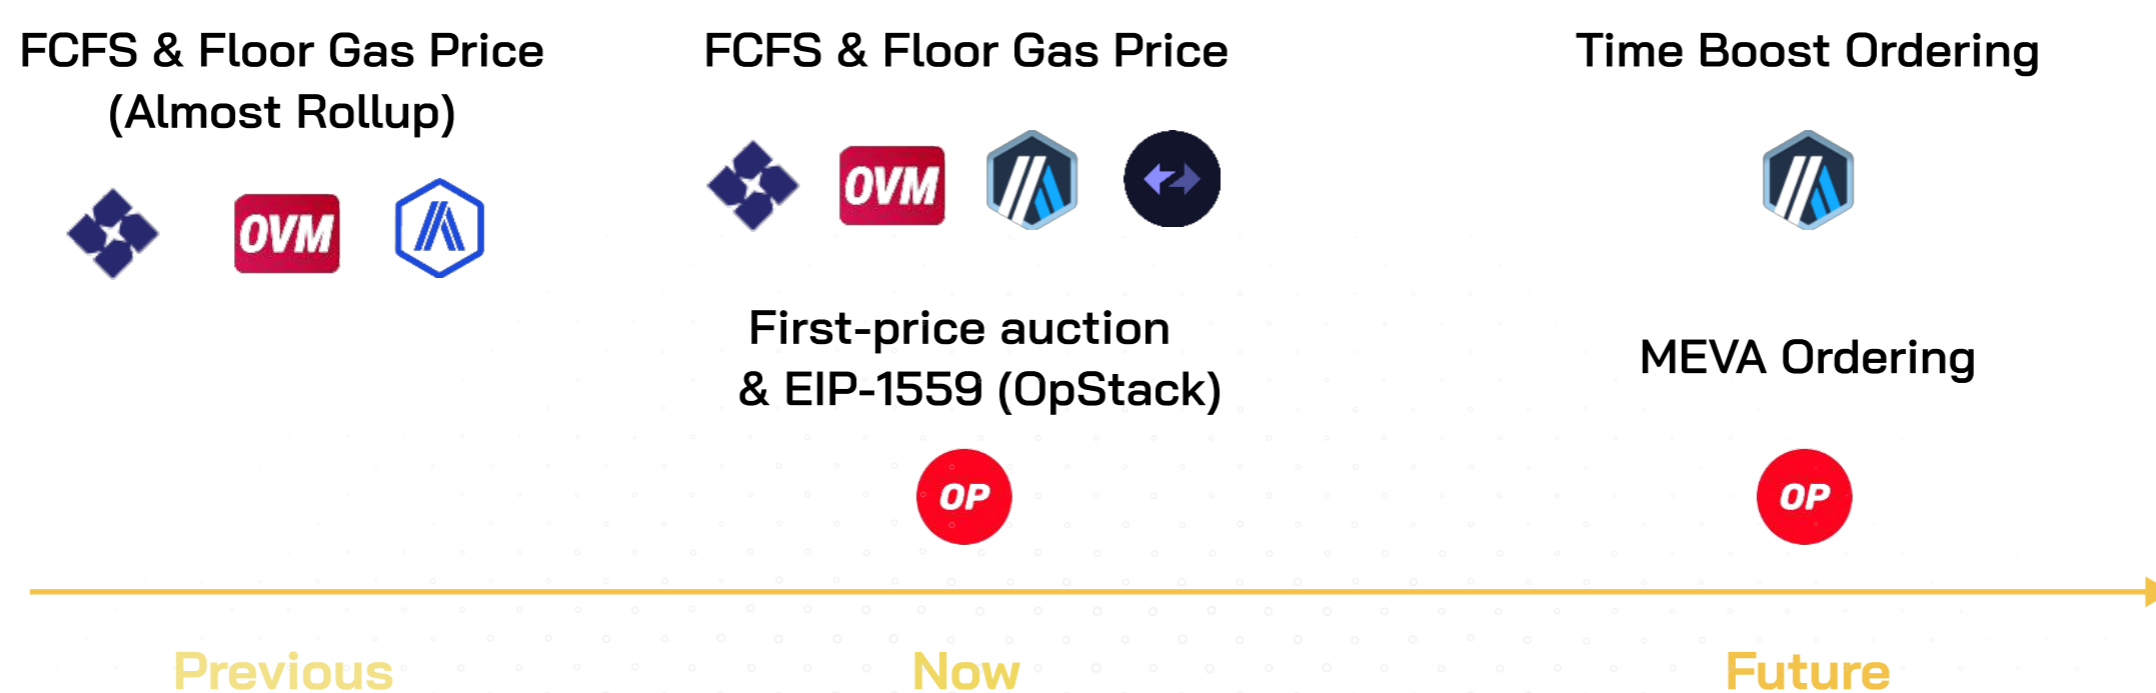 FCFS & Floor Gas Price
(Almost Rollup)
OVM
FCFS & Floor Gas Price
OVM
First-price auction
& EIP-1559 (OpStack)
OP
Time Boost Ordering
MEVA Ordering
OP
Previous
Now
Future